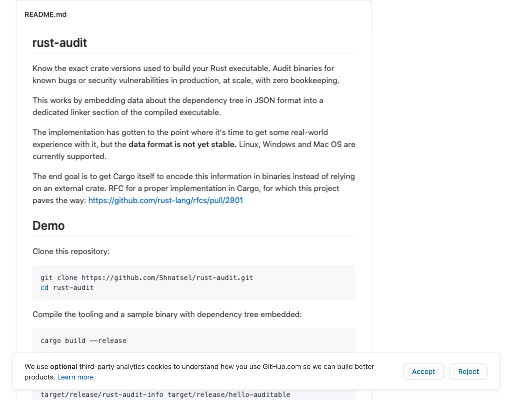 README.md
rust-audit
Know the exact crate versions used to build your Rust executable. Audit binaries for
known bugs or security vulnerabilities in production, at scale, with zero bookkeeping.
This works by embedding data about the dependency tree in JSON format into a
dedicated linker section of the compiled executable.
The implementation has gotten to the point where it's time to get some real-world
experience with it, but the data format is not yet stable. Linux, Windows and Mac OS are
currently supported.
The end goal is to get Cargo itself to encode this information in binaries instead of relying
on an external crate. RFC for a proper implementation in Cargo, for which this project
paves the way: https://github.com/rust-lang/rfcs/pull/2801
Demo
Clone this repository:
git clone https://github.com/Shnatsel/rust-audit.git
cd rust-audit
Compile the tooling and a sample binary with dependency tree embedded:
cargo build --release
We use optional third-party analytics cookies to understand how you use GitHub.com so we can build better
products. Learn more.
Accept
Reject
target/release/rust-audit-info target/release/hello-auditable